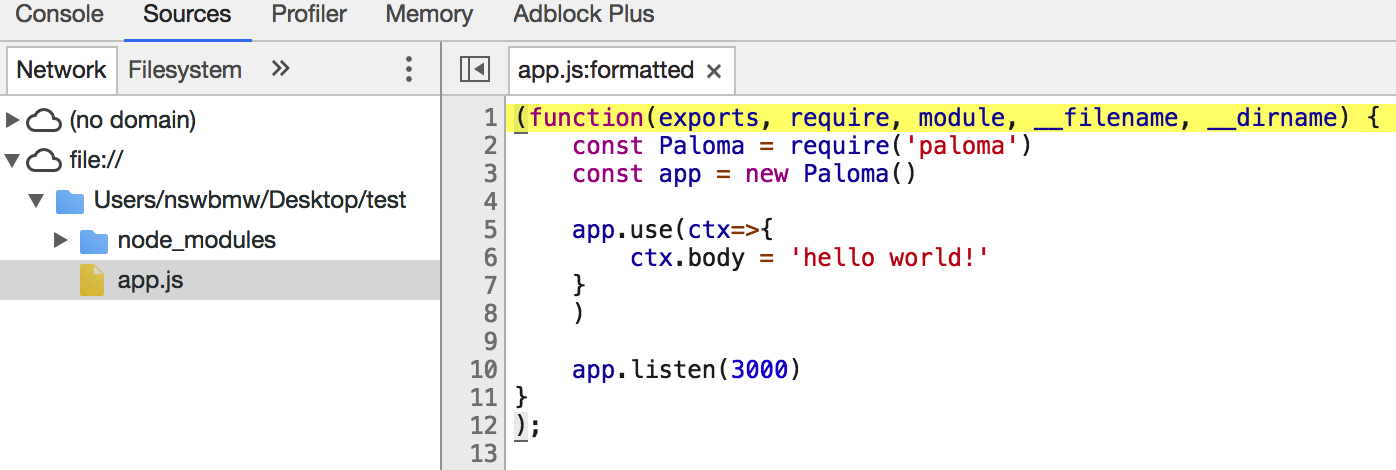 Console Sources Profiler Memory Adblock Plus
Network Filesystem »
app.js:formatted ×
(no domain)
file://
Users/nswbmw/Desktop/test
node_modules
app.js
1 (function(exports, require, module, __filename, __dirname) {
2     const Paloma = require('paloma')
3     const app = new Paloma()
4
5     app.use(ctx=>{
6         ctx.body = 'hello world!'
7     }
8     )
9
10     app.listen(3000)
11 }
12 );
13